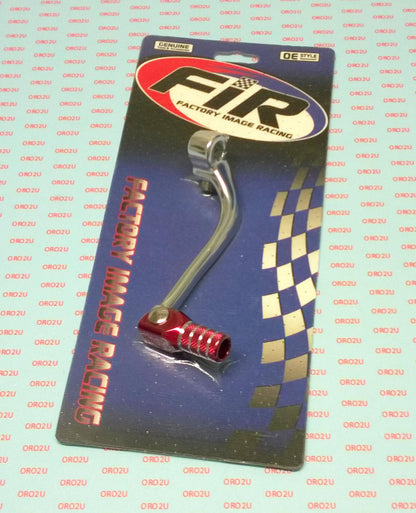 GENUINE
OE STYLE
FIR
FACTORY IMAGE RACING
FACTORY IMAGE RACING
ORO2U